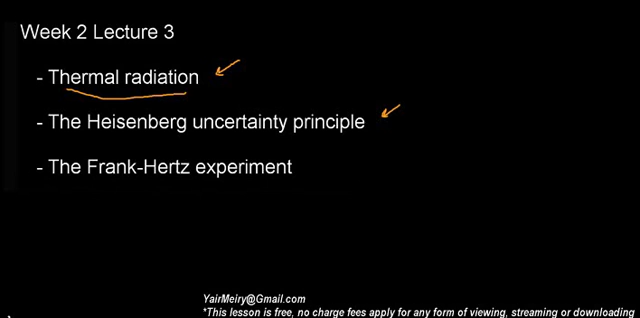 Week 2 Lecture 3
- Thermal radiation
- The Heisenberg uncertainty principle
- The Frank-Hertz experiment
YairMeiry@Gmail.com
*This lesson is free, no charge fees apply for any form of viewing, streaming or downloading